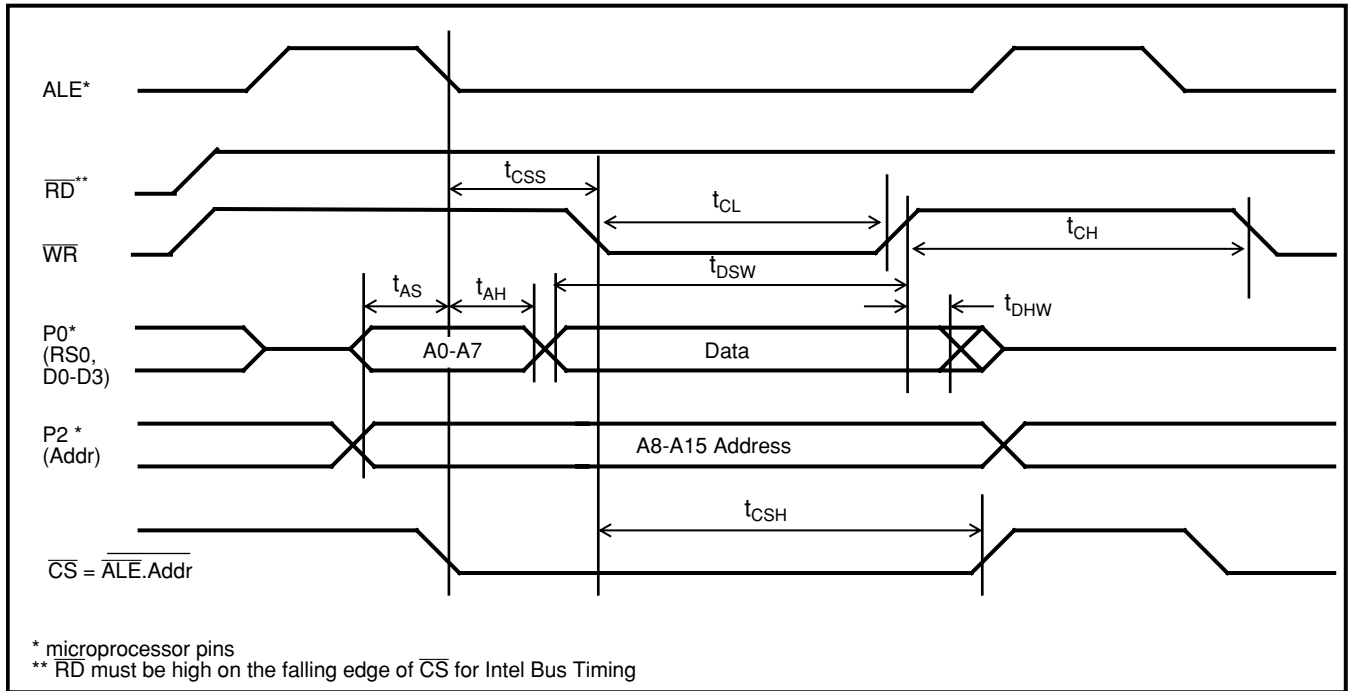 ALE*
RD**
tCSS
tCL
WR
tCH
tDSW
tAS
tAH
tDHW
P0*
(RS0,
D0-D3)
A0-A7
Data
P2 *
(Addr)
A8-A15 Address
tCSH
CS = ALE.Addr
* microprocessor pins
** RD must be high on the falling edge of CS for Intel Bus Timing